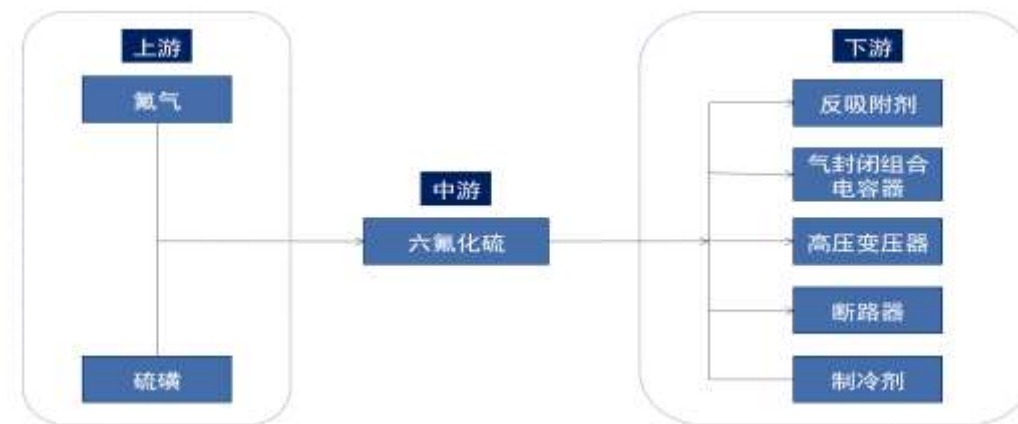 上游
氟气
硫磺
中游
六氟化硫
下游
反吸附剂
气封闭组合
电容器
高压变压器
断路器
制冷剂